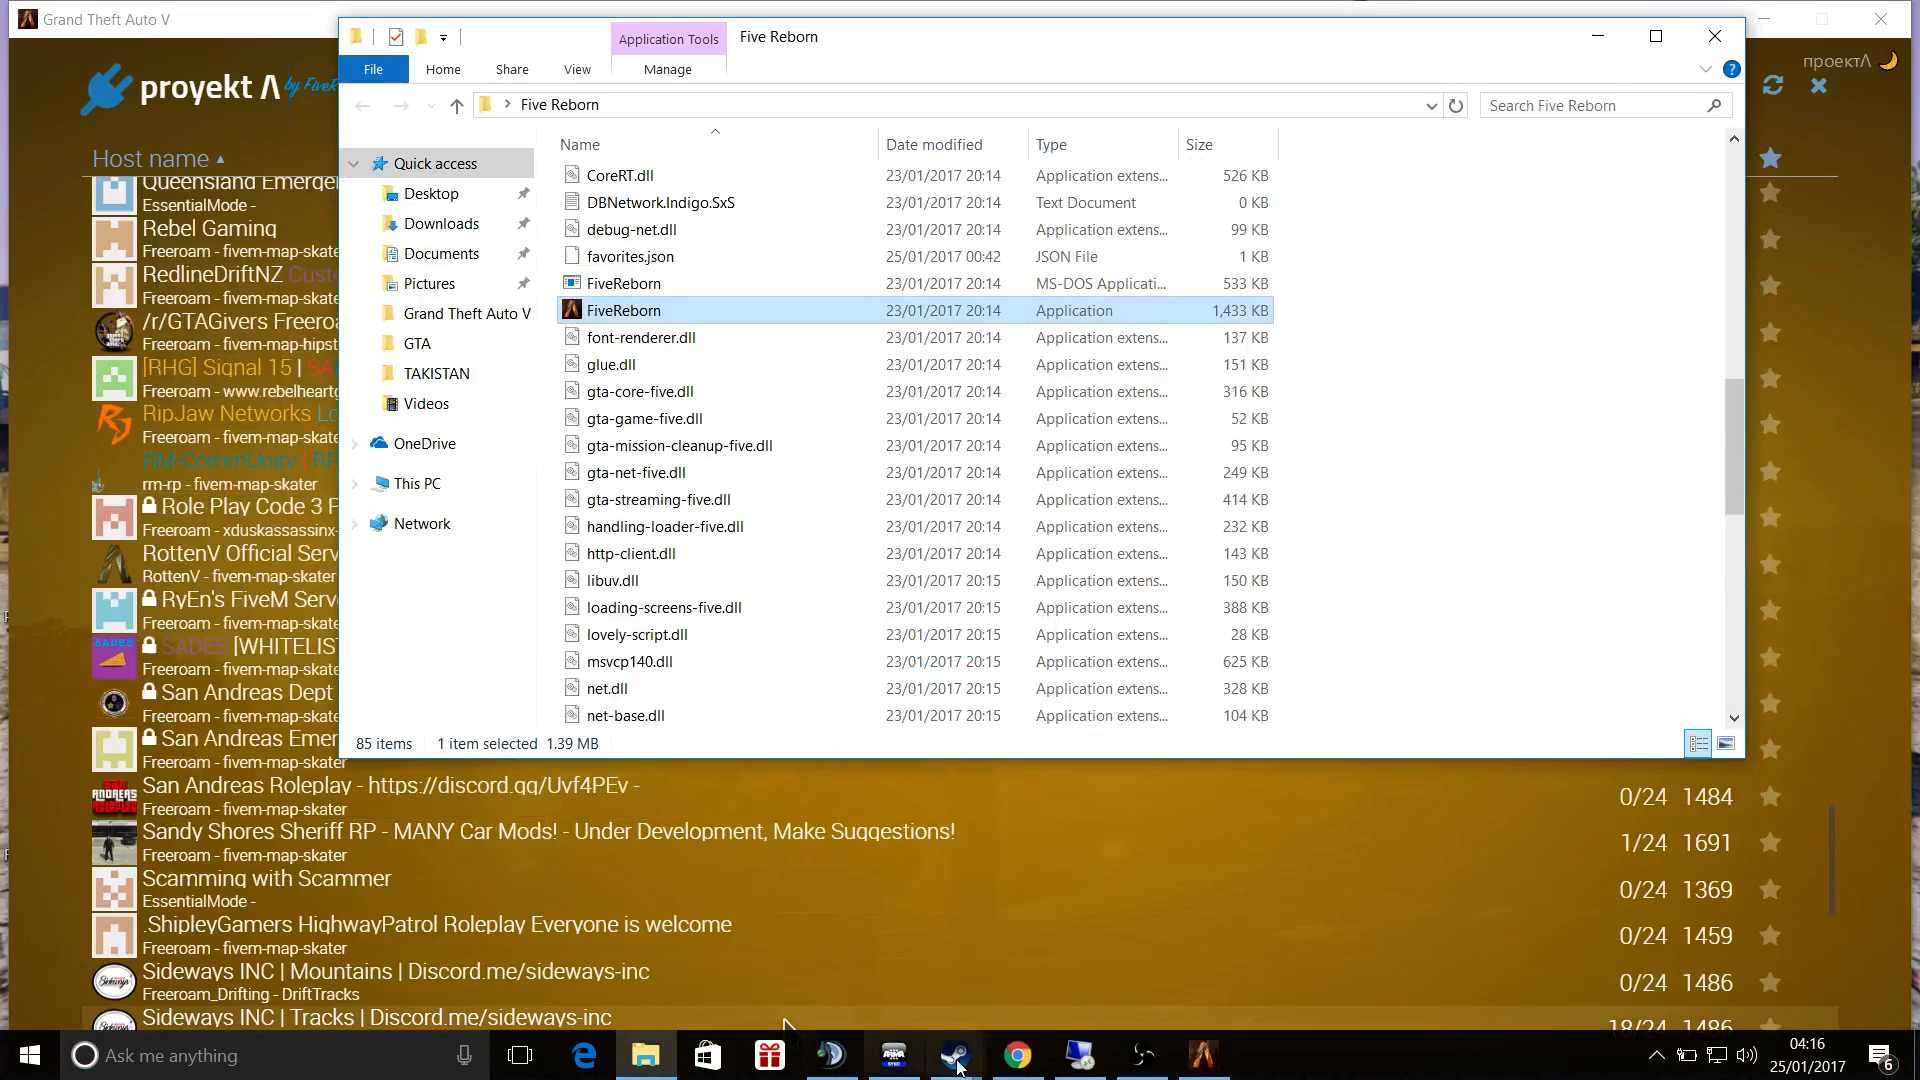 Grand Theft Auto V
Application Tools
Five Reborn
File
Home
Share
View
Manage
Five Reborn
Search Five Reborn
proyekt Λ by FiveRe
проектΛ
Host name
Name
Date modified
Type
Size
Quick access
Desktop
Downloads
Documents
Pictures
Grand Theft Auto V
GTA
TAKISTAN
Videos
OneDrive
This PC
Network
CoreRT.dll 23/01/2017 20:14 Application extens... 526 KB
DBNetwork.Indigo.SxS 23/01/2017 20:14 Text Document 0 KB
debug-net.dll 23/01/2017 20:14 Application extens... 99 KB
favorites.json 25/01/2017 00:42 JSON File 1 KB
FiveReborn 23/01/2017 20:14 MS-DOS Applicati... 533 KB
FiveReborn 23/01/2017 20:14 Application 1,433 KB
font-renderer.dll 23/01/2017 20:14 Application extens... 137 KB
glue.dll 23/01/2017 20:14 Application extens... 151 KB
gta-core-five.dll 23/01/2017 20:14 Application extens... 316 KB
gta-game-five.dll 23/01/2017 20:14 Application extens... 52 KB
gta-mission-cleanup-five.dll 23/01/2017 20:14 Application extens... 95 KB
gta-net-five.dll 23/01/2017 20:14 Application extens... 249 KB
gta-streaming-five.dll 23/01/2017 20:14 Application extens... 414 KB
handling-loader-five.dll 23/01/2017 20:14 Application extens... 232 KB
http-client.dll 23/01/2017 20:14 Application extens... 143 KB
libuv.dll 23/01/2017 20:15 Application extens... 150 KB
loading-screens-five.dll 23/01/2017 20:15 Application extens... 388 KB
lovely-script.dll 23/01/2017 20:15 Application extens... 28 KB
msvcp140.dll 23/01/2017 20:15 Application extens... 625 KB
net.dll 23/01/2017 20:15 Application extens... 328 KB
net-base.dll 23/01/2017 20:15 Application extens... 104 KB
85 items 1 item selected 1.39 MB
Queensland Emerge
EssentialMode -
Rebel Gaming
Freeroam - fivem-map-skate
RedlineDriftNZ Custo
Freeroam - fivem-map-skate
/r/GTAGivers Freeroa
Freeroam - fivem-map-hipst
[RHG] Signal 15 | SA
Freeroam - www.rebelheartg
RipJaw Networks Lo
Freeroam - fivem-map-skate
RM-CommUnity | RP
rm-rp - fivem-map-skater
Role Play Code 3 F
Freeroam - xduskassassinx-
RottenV Official Serv
RottenV - fivem-map-skater
RyEn's FiveM Serve
Freeroam - fivem-map-skate
SADES [WHITELIS
Freeroam - fivem-map-skate
San Andreas Dept
Freeroam - fivem-map-skate
San Andreas Emer
Freeroam - fivem-map-skate
San Andreas Roleplay - https://discord.gg/Uvf4PEv -
Freeroam - fivem-map-skater
0/24 1484
Sandy Shores Sheriff RP - MANY Car Mods! - Under Development, Make Suggestions!
Freeroam - fivem-map-skater
1/24 1691
Scamming with Scammer
EssentialMode -
0/24 1369
.ShipleyGamers HighwayPatrol Roleplay Everyone is welcome
Freeroam - fivem-map-skater
0/24 1459
Sideways INC | Mountains | Discord.me/sideways-inc
Freeroam_Drifting - DriftTracks
0/24 1486
Sideways INC | Tracks | Discord.me/sideways-inc
18/24 1486
Ask me anything
04:16
25/01/2017
6